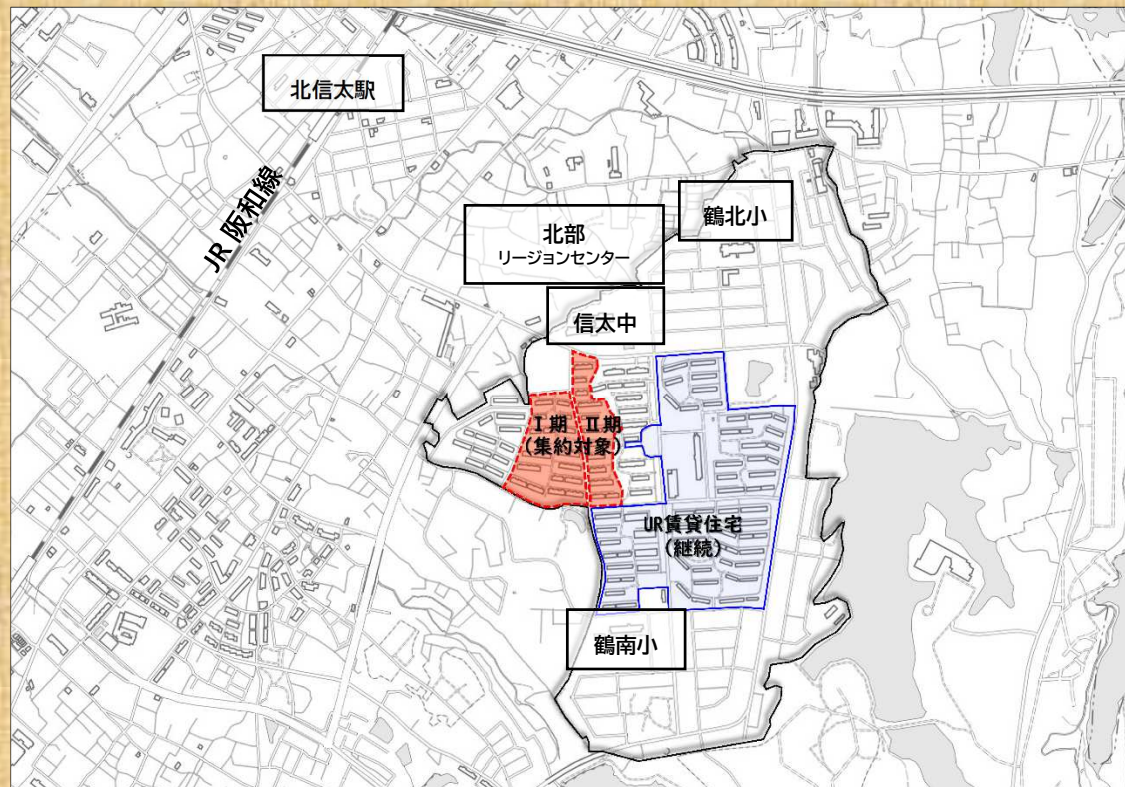 北信太駅
JR 阪和線
鶴北小
北部
リージョンセンター
信太中
Ⅰ期 Ⅱ期
(集約対象)
UR賃貸住宅
(継続)
鶴南小